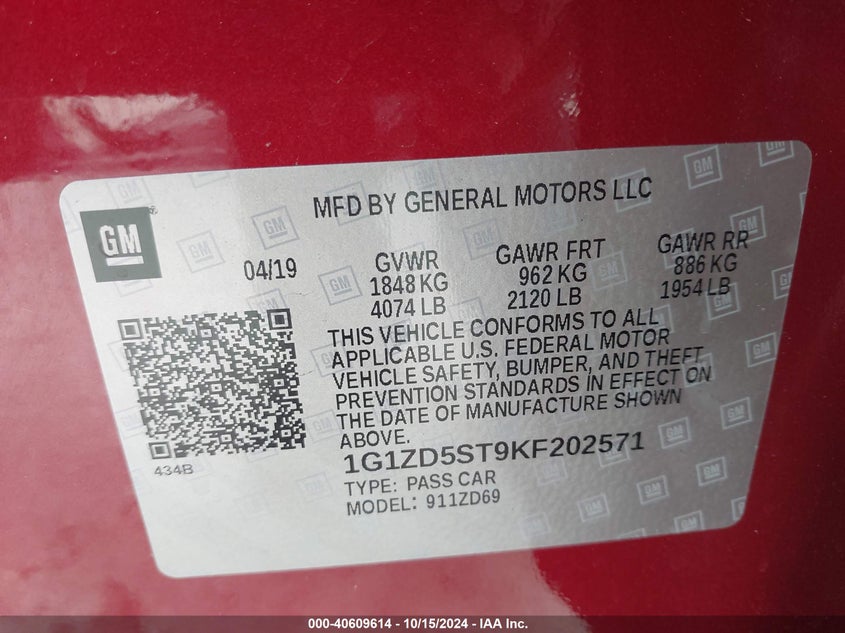 MFD BY GENERAL MOTORS LLC
GM
04/19
GVWR
1848 KG
4074 LB
GAWR FRT
962 KG
2120 LB
GAWR RR
886 KG
1954 LB
THIS VEHICLE CONFORMS TO ALL
APPLICABLE U.S. FEDERAL MOTOR
VEHICLE SAFETY, BUMPER, AND THEFT
PREVENTION STANDARDS IN EFFECT ON
THE DATE OF MANUFACTURE SHOWN
ABOVE.
434B
1G1ZD5ST9KF202571
TYPE: PASS CAR
MODEL: 911ZD69
000-40609614 - 10/15/2024 - IAA Inc.